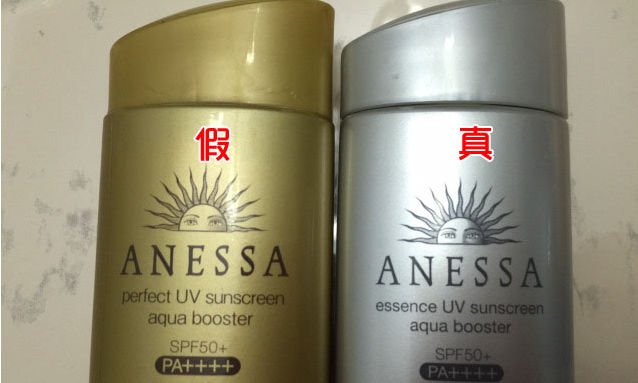 假
ANESSA
perfect UV sunscreen
aqua booster
SPF50+
PA++++
真
ANESSA
essence UV sunscreen
aqua booster
SPF50+
PA++++